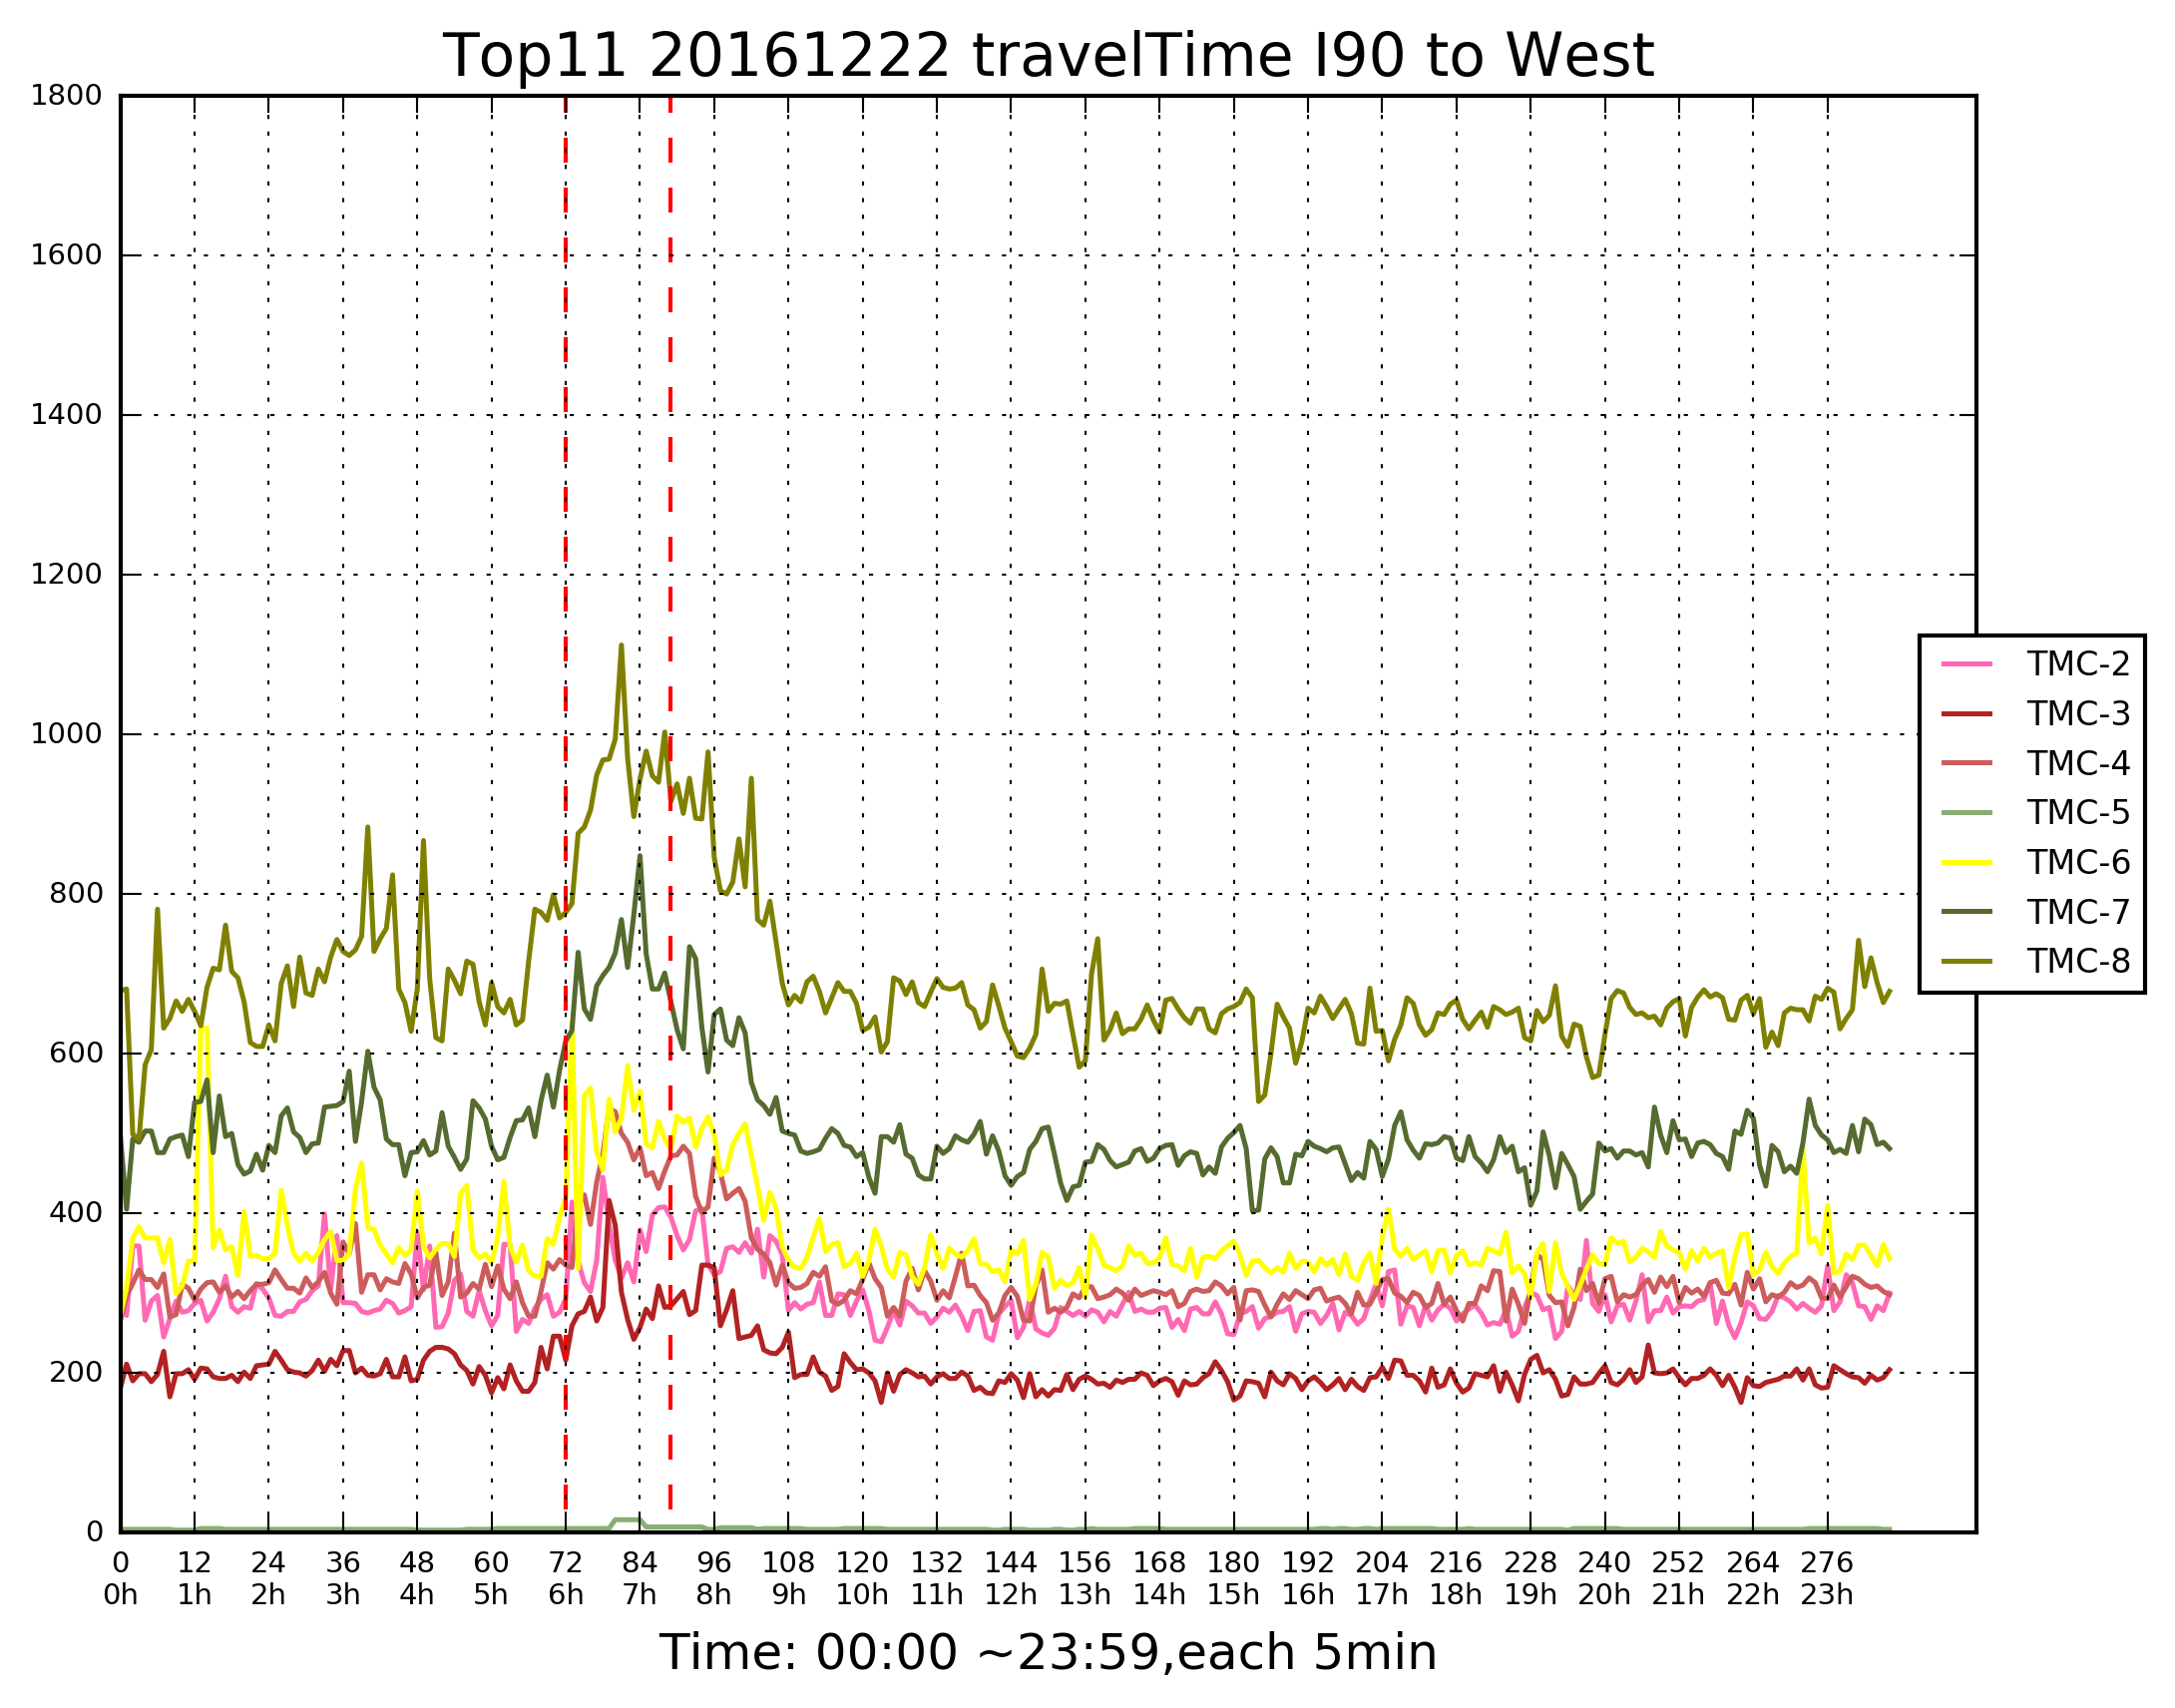 Top11 20161222 travelTime I90 to West
1800
1600
1400
1200
1000
800
600
400
200
0
TMC-2
TMC-3
TMC-4
TMC-5
TMC-6
TMC-7
TMC-8
0 12 24 36 48 60 72 84 96 108 120 132 144 156 168 180 192 204 216 228 240 252 264 276
0h 1h 2h 3h 4h 5h 6h 7h 8h 9h 10h 11h 12h 13h 14h 15h 16h 17h 18h 19h 20h 21h 22h 23h
Time: 00:00 ~23:59,each 5min